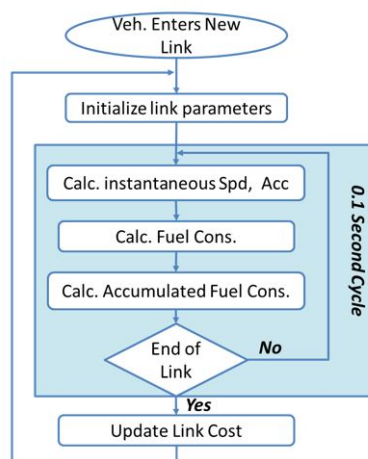 Veh. Enters New
Link
Initialize link parameters
Calc. instantaneous Spd, Acc
Calc. Fuel Cons.
Calc. Accumulated Fuel Cons.
0.1 Second Cycle
End of
Link
No
Yes
Update Link Cost